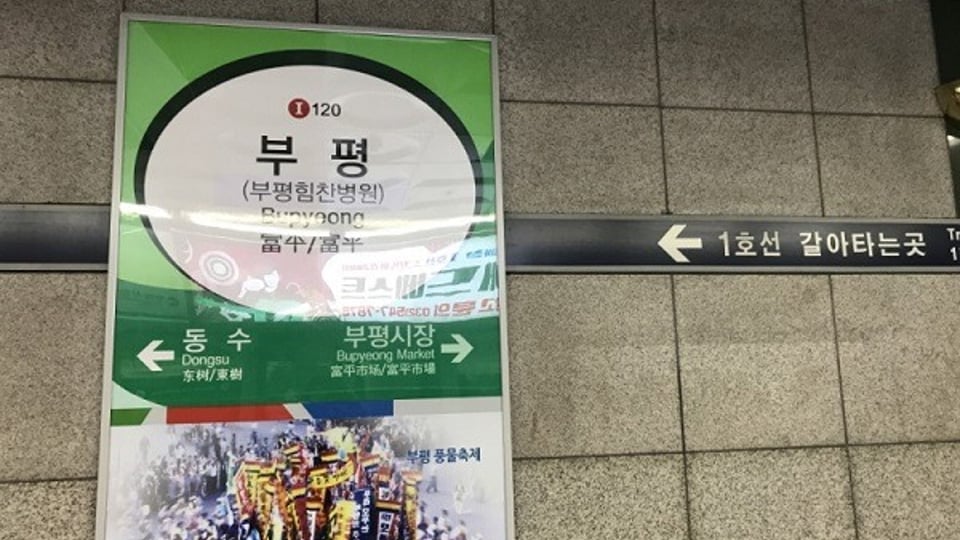 I 120
부 평
(부평힘찬병원)
Bupyeong
富平/富平
동 수
Dongsu
东树/東樹
부평시장
Bupyeong Market
富平市场/富平市場
부평 풍물축제
1호선 갈아타는곳